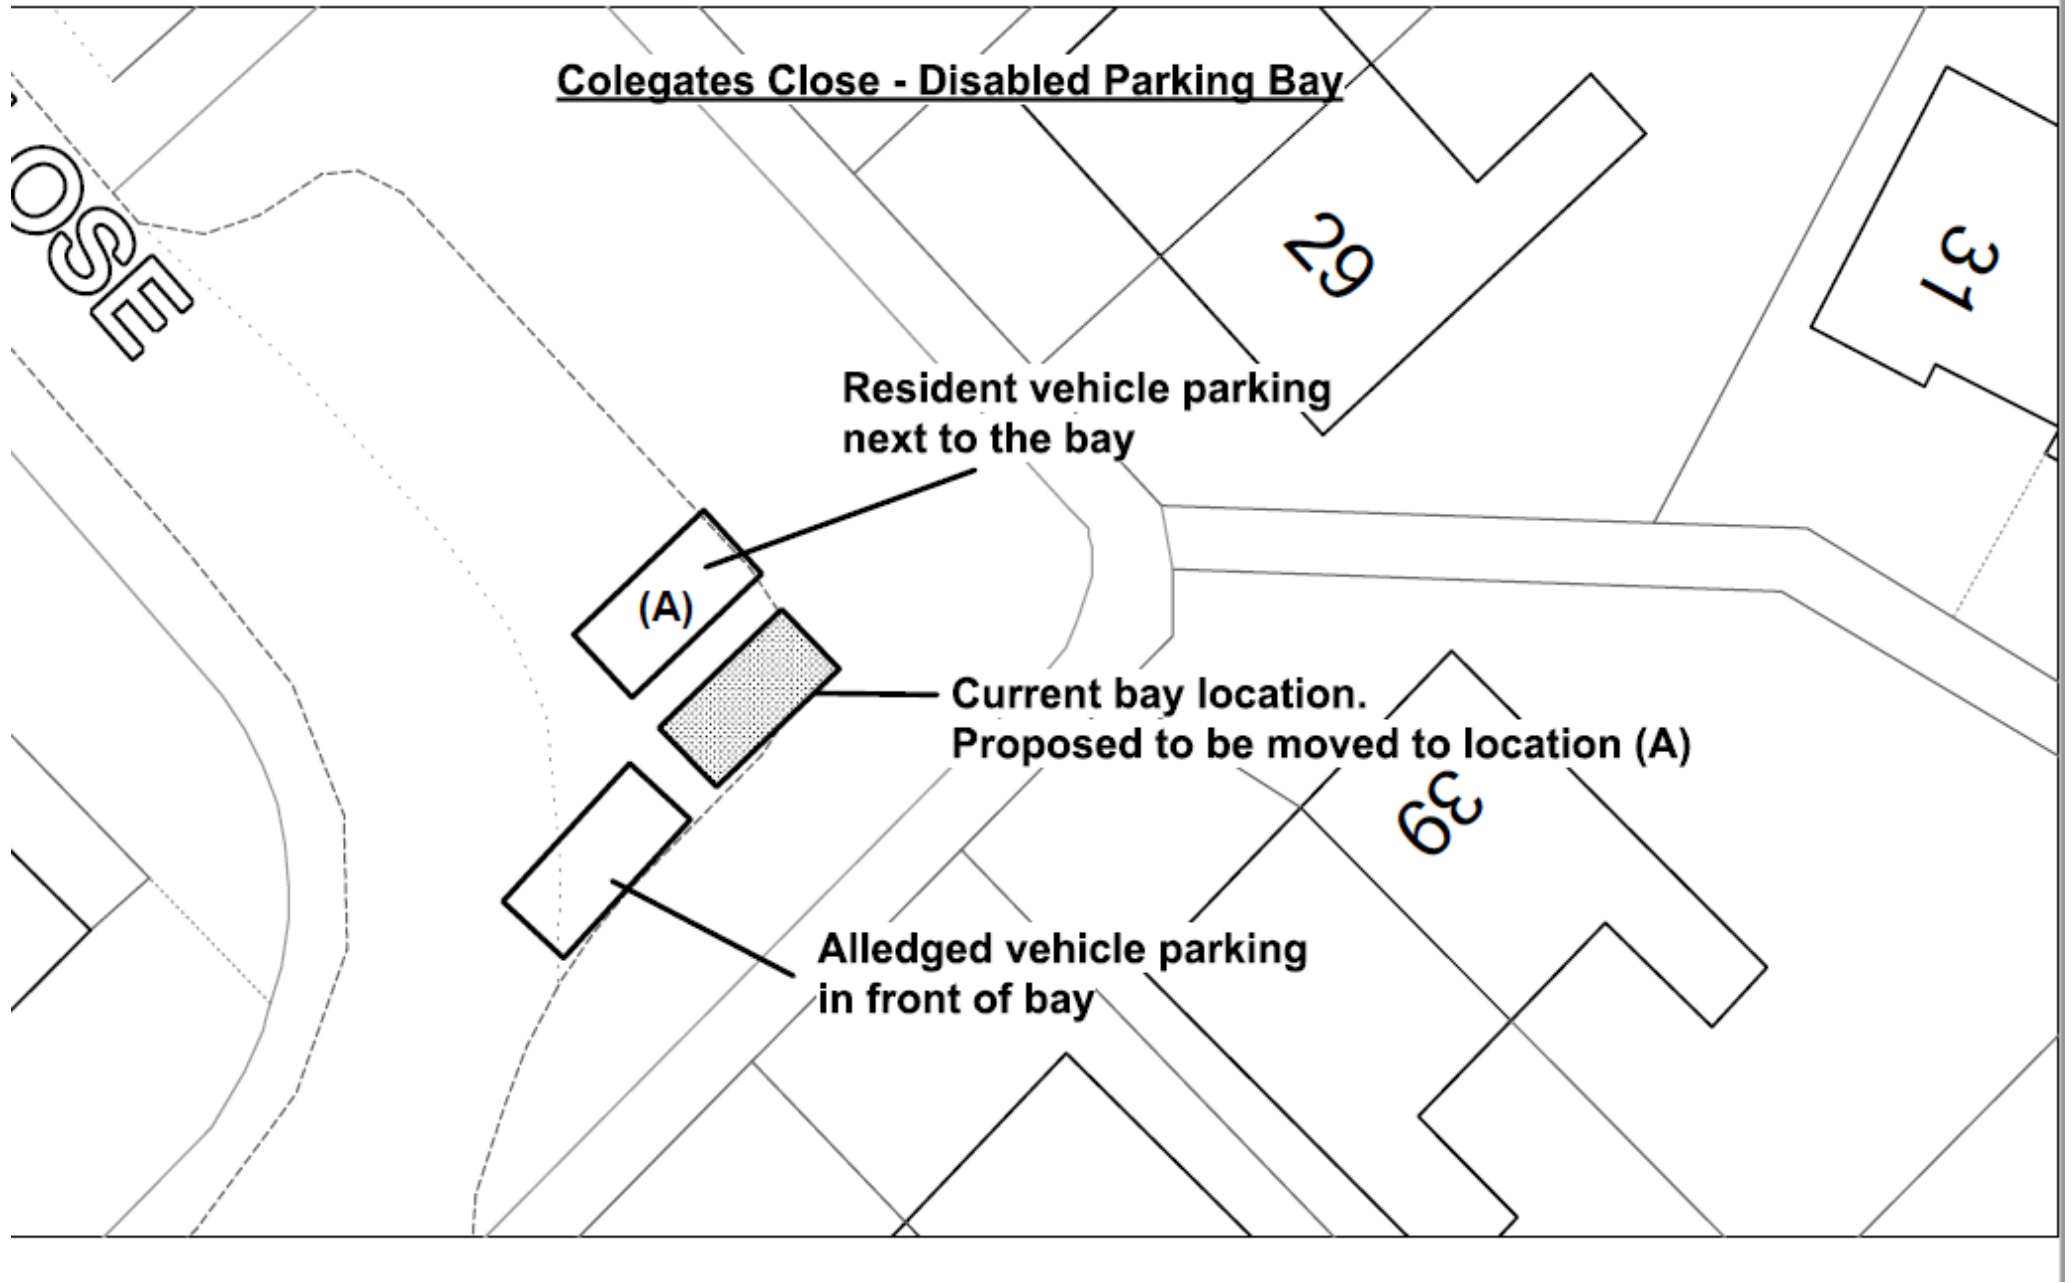 Colegates Close - Disabled Parking Bay
OSE
29
31
Resident vehicle parking
next to the bay
(A)
Current bay location.
Proposed to be moved to location (A)
39
Alledged vehicle parking
in front of bay